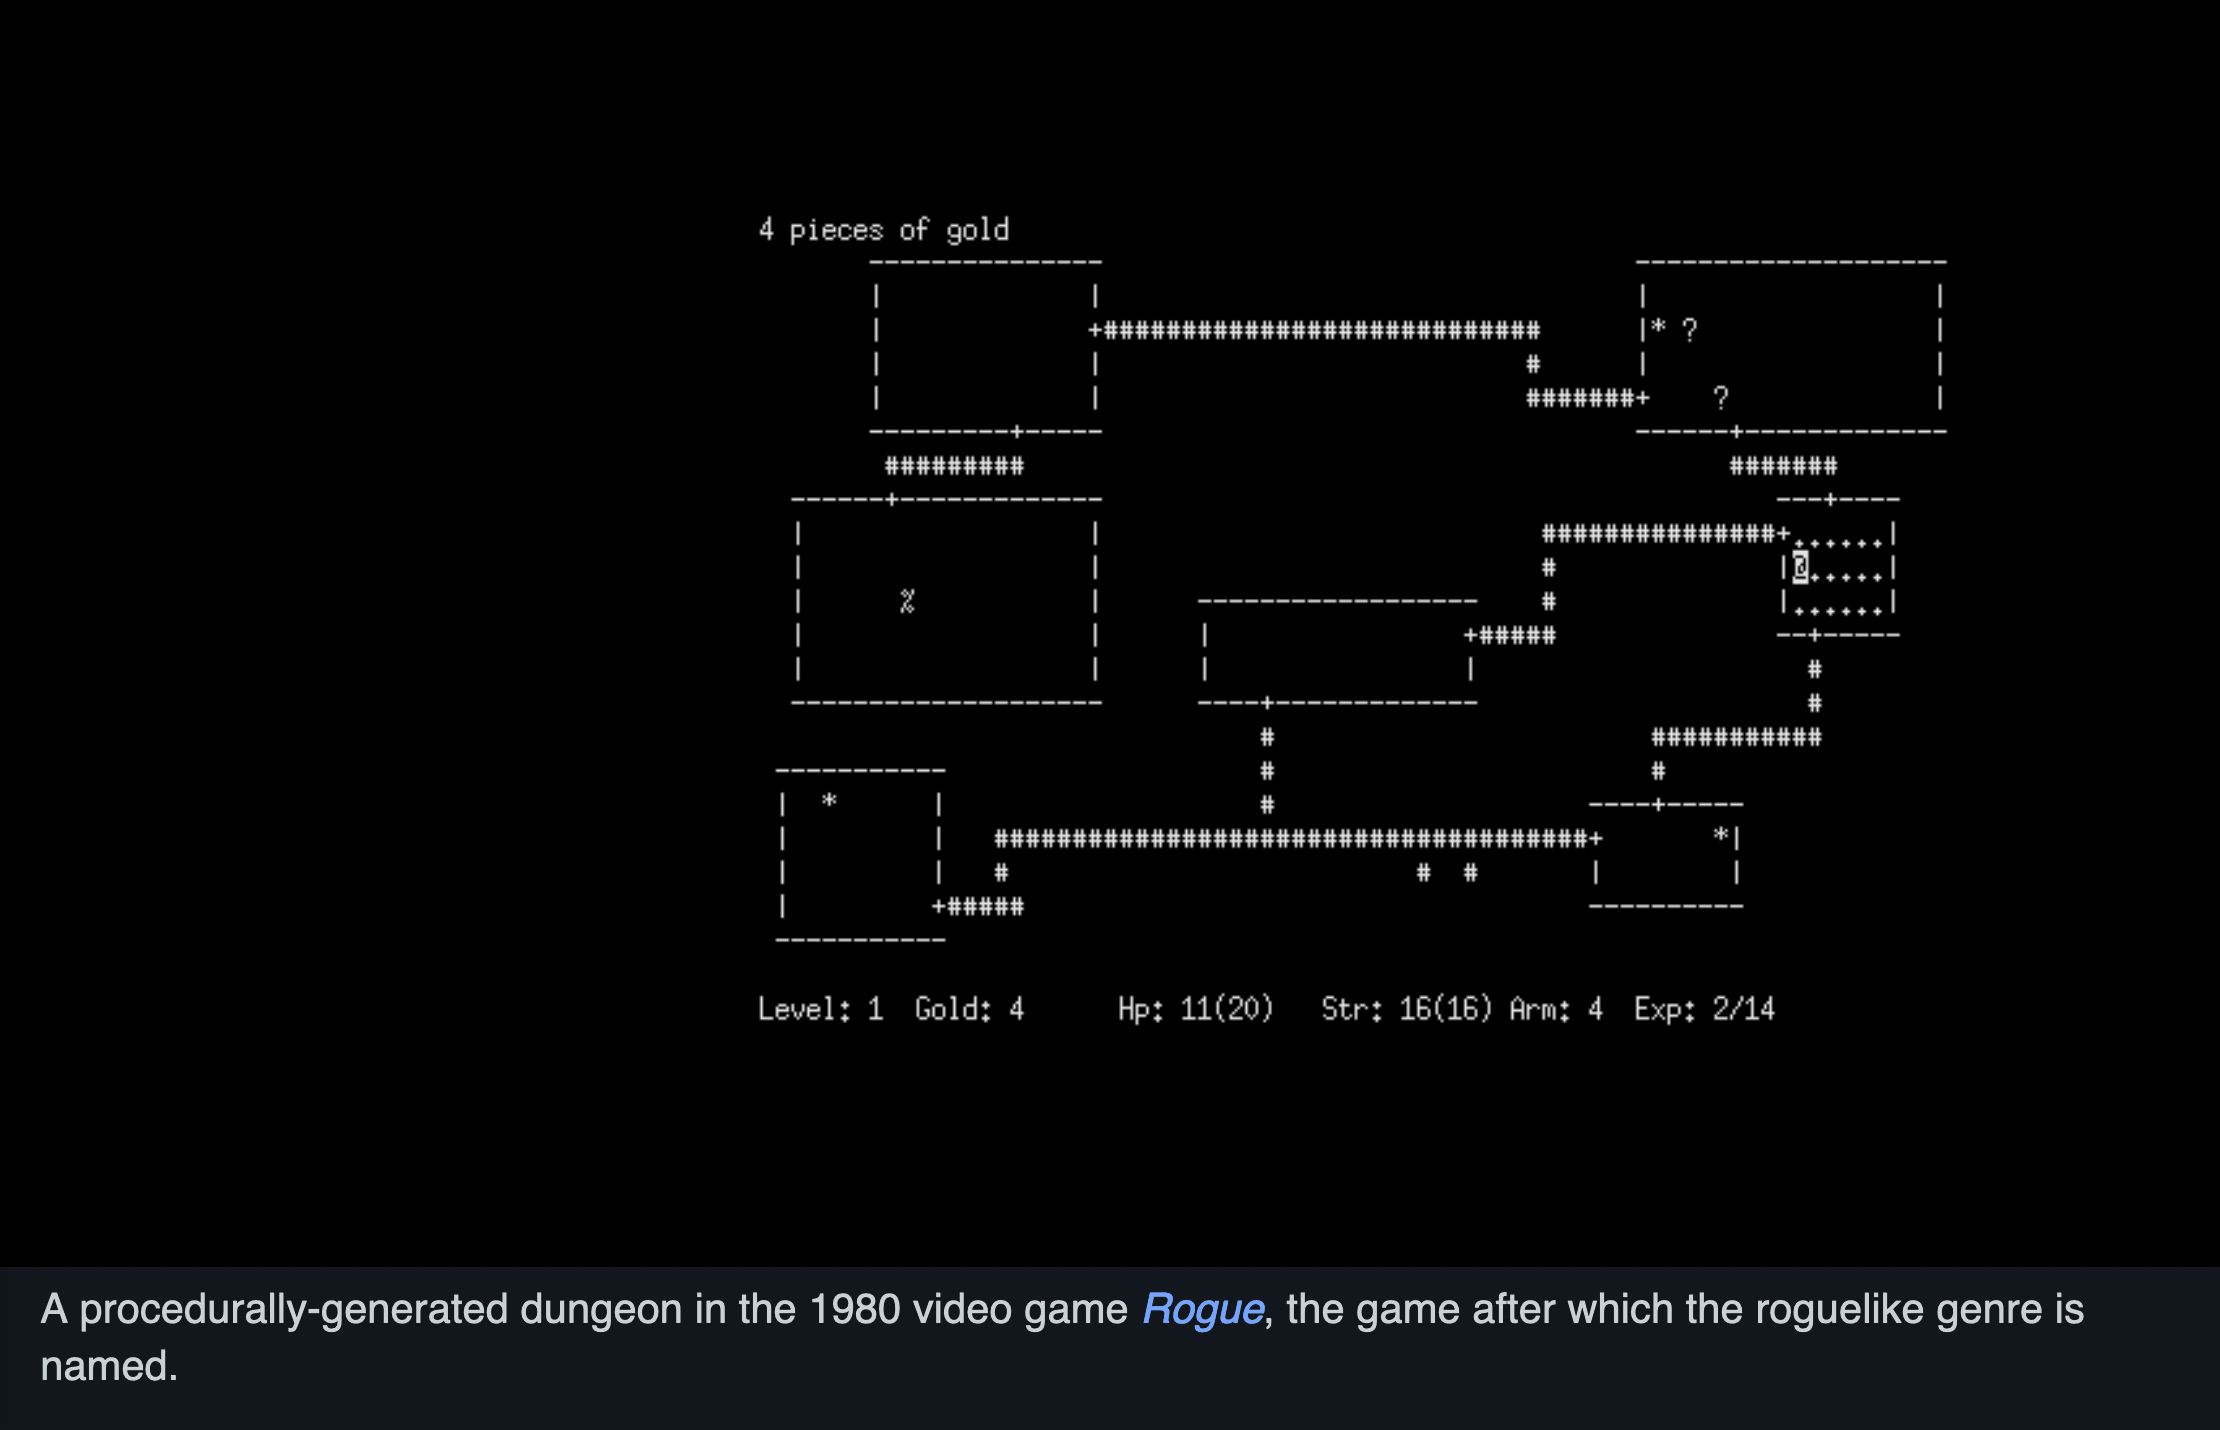 4 pieces of gold
---------------                                  --------------------
|             |                                  |                  |
|             +############################      |* ?               |
|             |                           #      |                  |
|             |                           #######+    ?             |
---------+-----                                  ------+-------------
#########                                             #######
------+-------------                                           ---+----
|                  |                            ###############+......|
|                  |                            #              |@.....|
|      %           |      ------------------    #              |......|
|                  |      |                +#####              --+-----
|                  |      |                |                     #
--------------------      ----+-------------                     #
#                        ###########
-----------                    #                        #
|  *      |                    #                    ----+-----
|         |   ######################################+       *|
|         |   #                          #  #       |        |
|         +#####                                    ----------
-----------
Level: 1  Gold: 4      Hp: 11(20)   Str: 16(16) Arm: 4  Exp: 2/14
A procedurally-generated dungeon in the 1980 video game Rogue, the game after which the roguelike genre is
named.